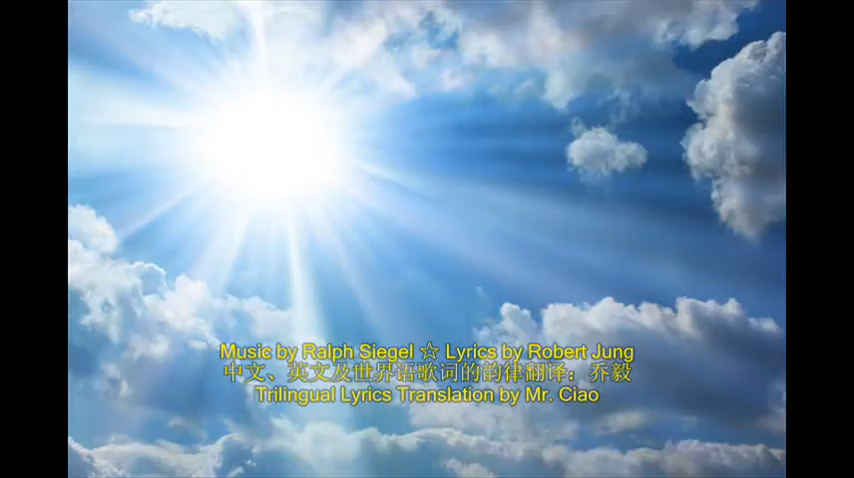 Music by Ralph Siegel ☆ Lyrics by Robert Jung
中文、英文及世界语歌词的韵律翻译：乔毅
Trilingual Lyrics Translation by Mr. Ciao